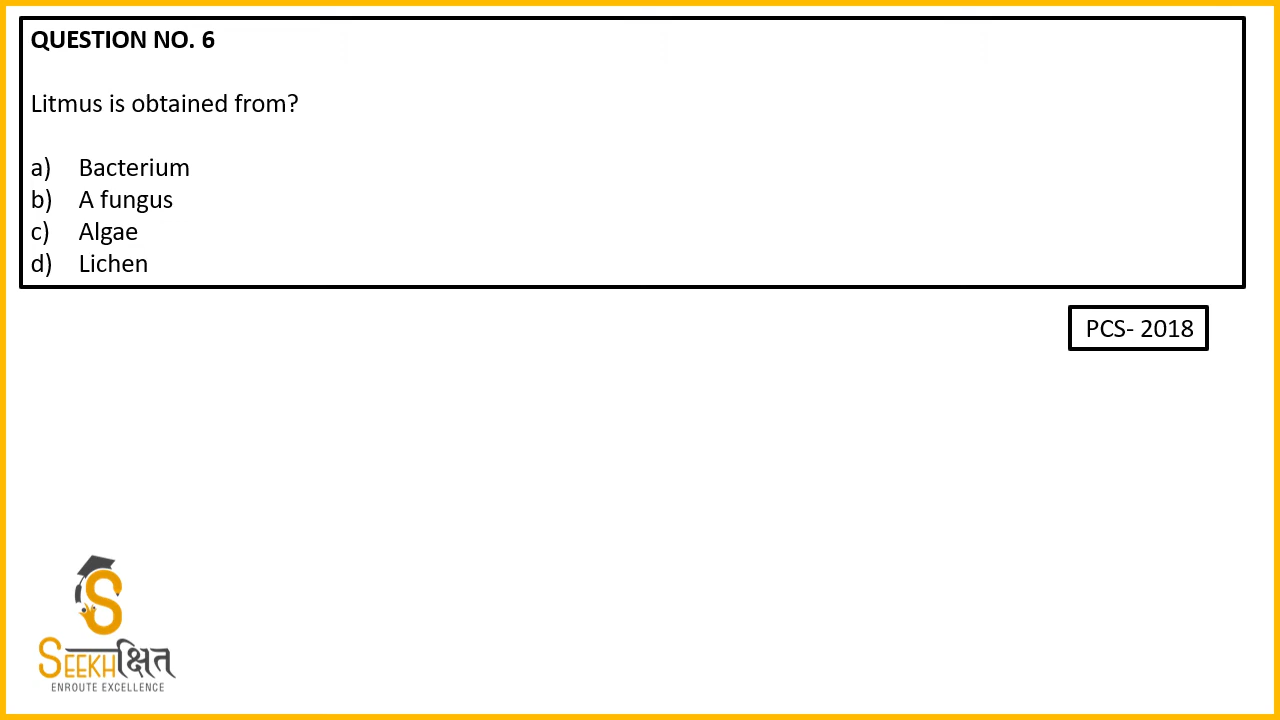 QUESTION NO. 6
Litmus is obtained from?
a) Bacterium
b) A fungus
c) Algae
d) Lichen
PCS- 2018
SEEKHक्षित
ENROUTE EXCELLENCE